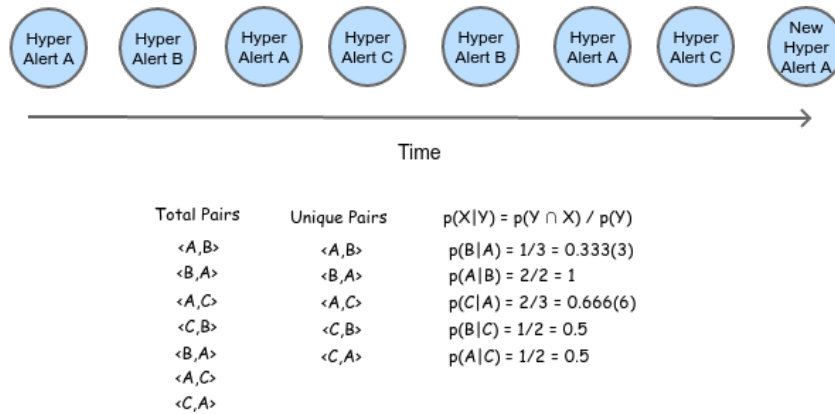 Hyper
Alert A
Hyper
Alert B
Hyper
Alert A
Hyper
Alert C
Hyper
Alert B
Hyper
Alert A
Hyper
Alert C
New
Hyper
Alert A
Time
Total Pairs
Unique Pairs
p(X|Y) = p(Y ∩ X) / p(Y)
<A,B>
<A,B>
p(B|A) = 1/3 = 0.333(3)
<B,A>
<B,A>
p(A|B) = 2/2 = 1
<A,C>
<A,C>
p(C|A) = 2/3 = 0.666(6)
<C,B>
<C,B>
p(B|C) = 1/2 = 0.5
<B,A>
<C,A>
p(A|C) = 1/2 = 0.5
<A,C>
<C,A>